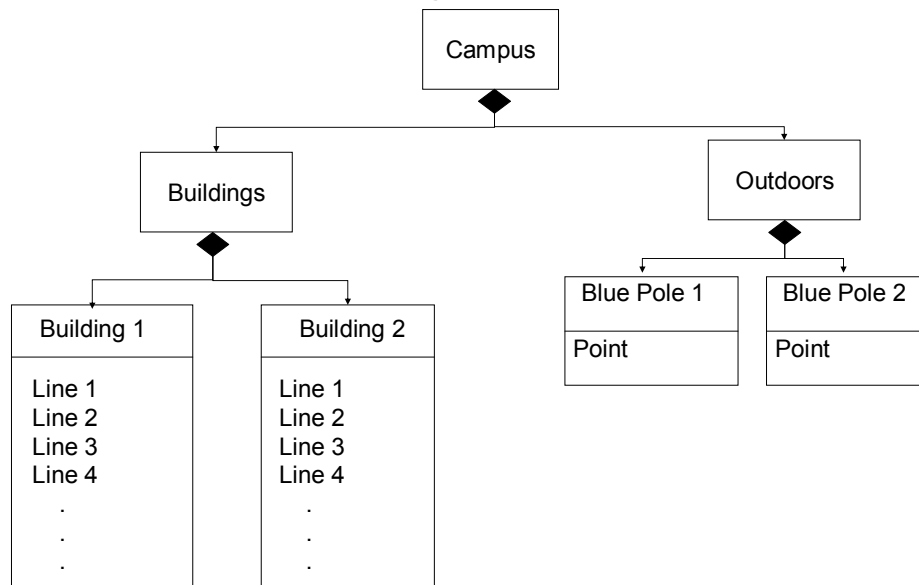 Campus
Buildings
Outdoors
Blue Pole 1
Point
Blue Pole 2
Point
Building 1
Line 1
Line 2
Line 3
Line 4
.
.
.
Building 2
Line 1
Line 2
Line 3
Line 4
.
.
.